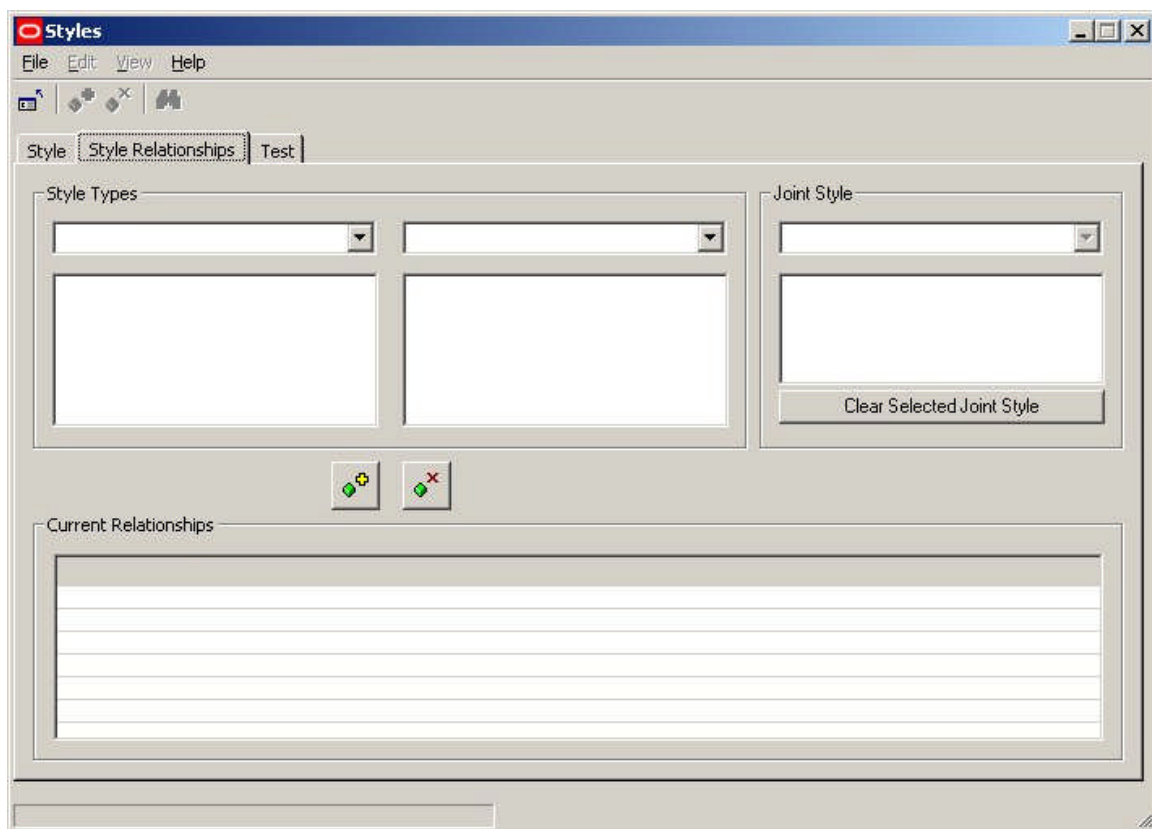 Styles
File Edit View Help
Style Style Relationships Test
Style Types Joint Style
Clear Selected Joint Style
Current Relationships